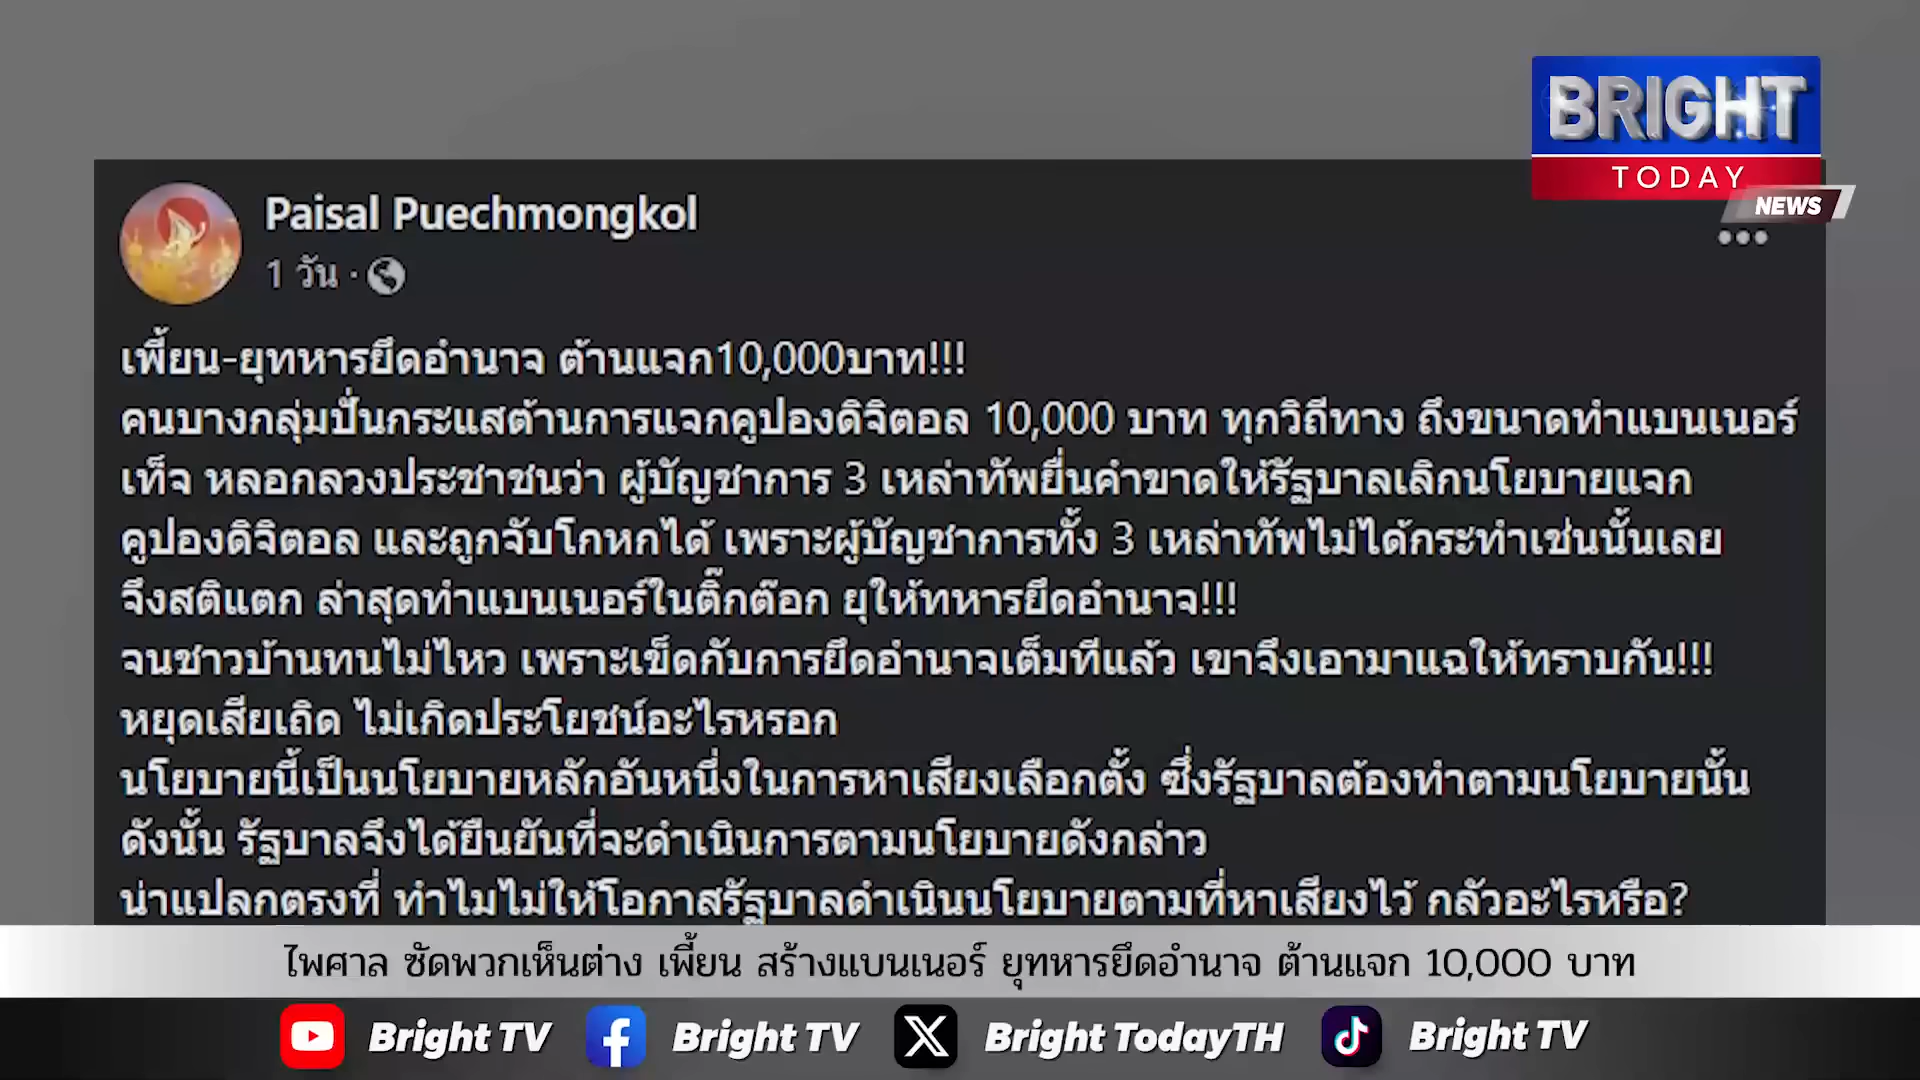 BRIGHT
TODAY
NEWS
Paisal Puechmongkol
1 วัน ·
เพี้ยน-ยุทหารยึดอำนาจ ต้านแจก10,000บาท!!!
คนบางกลุ่มปั่นกระแสต้านการแจกคูปองดิจิตอล 10,000 บาท ทุกวิถีทาง ถึงขนาดทำแบนเนอร์
เท็จ หลอกลวงประชาชนว่า ผู้บัญชาการ 3 เหล่าทัพยื่นคำขาดให้รัฐบาลเลิกนโยบายแจก
คูปองดิจิตอล และถูกจับโกหกได้ เพราะผู้บัญชาการทั้ง 3 เหล่าทัพไม่ได้กระทำเช่นนั้นเลย
จึงสติแตก ล่าสุดทำแบนเนอร์ในติ๊กต๊อก ยุให้ทหารยึดอำนาจ!!!
จนชาวบ้านทนไม่ไหว เพราะเข็ดกับการยึดอำนาจเต็มทีแล้ว เขาจึงเอามาแฉให้ทราบกัน!!!
หยุดเสียเถิด ไม่เกิดประโยชน์อะไรหรอก
นโยบายนี้เป็นนโยบายหลักอันหนึ่งในการหาเสียงเลือกตั้ง ซึ่งรัฐบาลต้องทำตามนโยบายนั้น
ดังนั้น รัฐบาลจึงได้ยืนยันที่จะดำเนินการตามนโยบายดังกล่าว
น่าแปลกตรงที่ ทำไมไม่ให้โอกาสรัฐบาลดำเนินนโยบายตามที่หาเสียงไว้ กลัวอะไรหรือ?
ไพศาล ซัดพวกเห็นต่าง เพี้ยน สร้างแบนเนอร์ ยุทหารยึดอำนาจ ต้านแจก 10,000 บาท
Bright TV Bright TV Bright TodayTH Bright TV